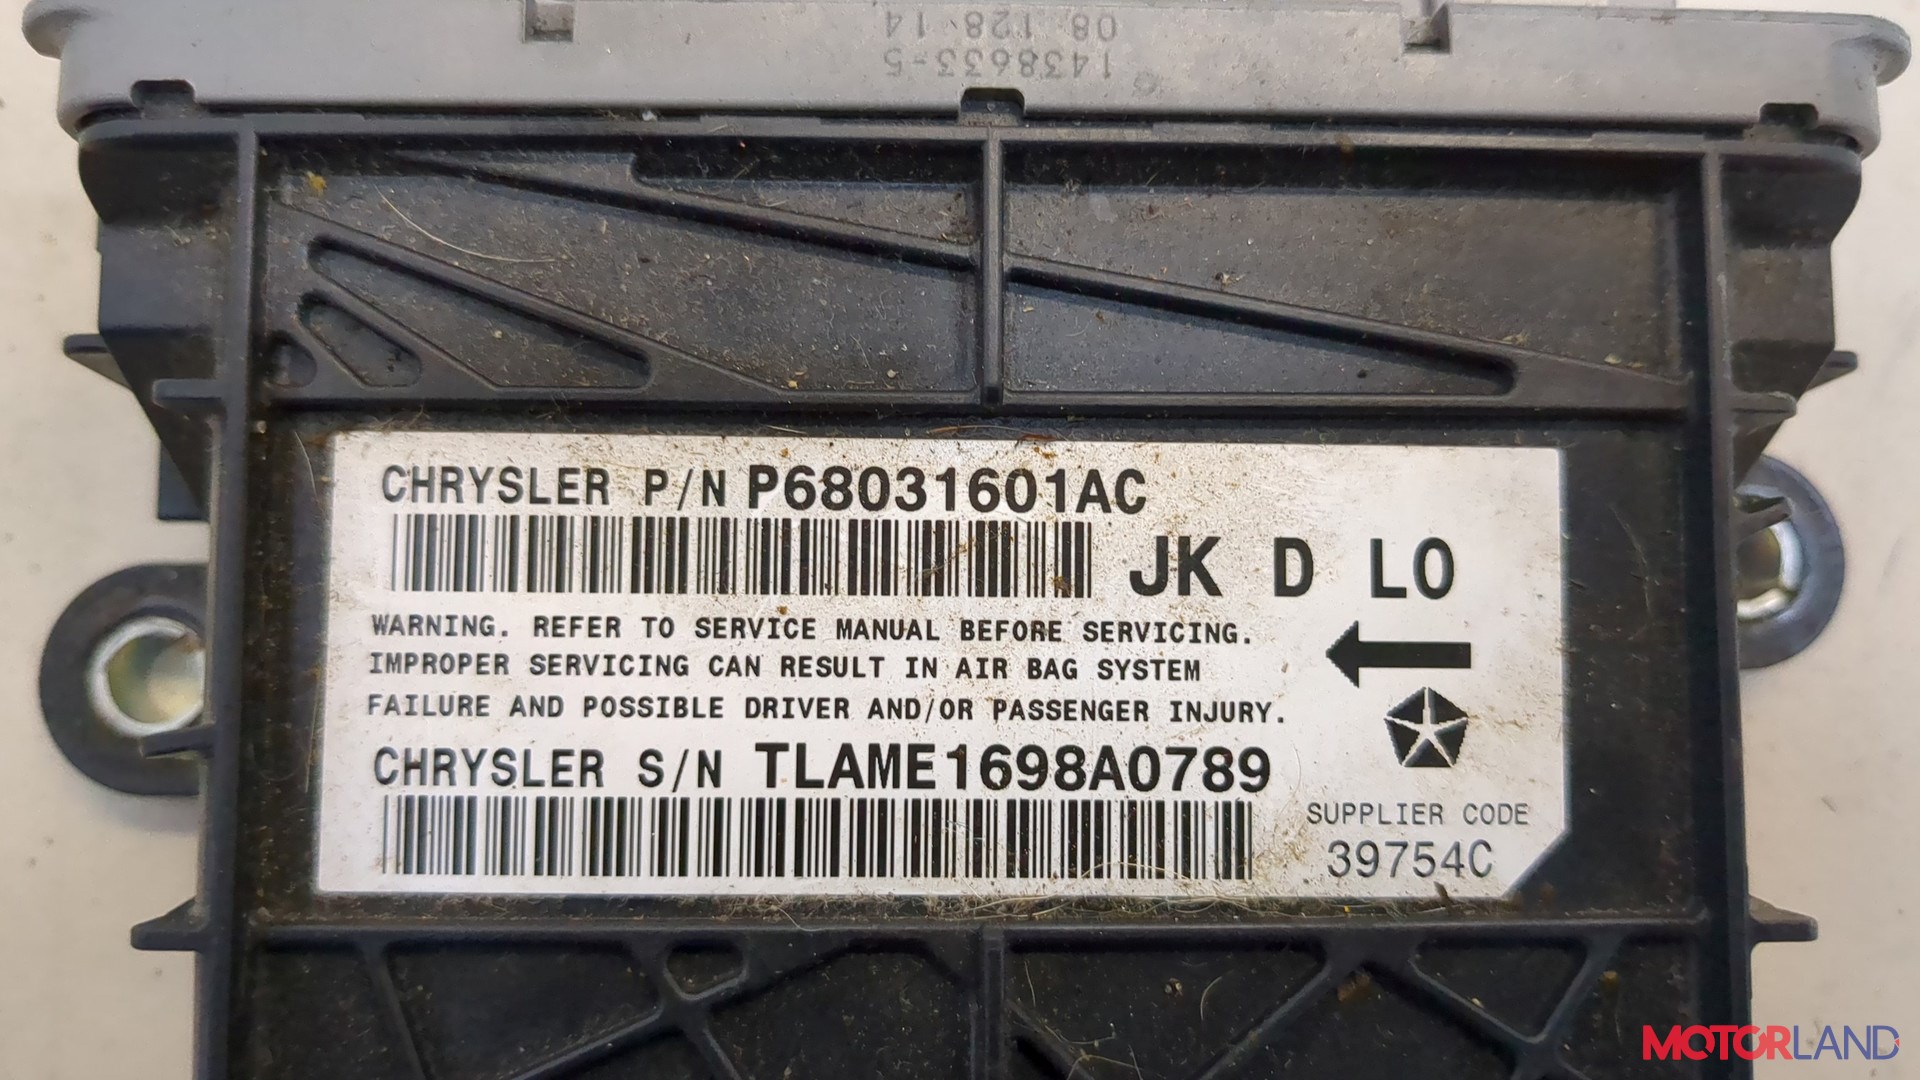 08 128 14
1438633-5
CHRYSLER P/N P68031601AC
JK D LO
WARNING. REFER TO SERVICE MANUAL BEFORE SERVICING.
IMPROPER SERVICING CAN RESULT IN AIR BAG SYSTEM
FAILURE AND POSSIBLE DRIVER AND/OR PASSENGER INJURY.
CHRYSLER S/N TLAME1698A0789
SUPPLIER CODE
39754C
MOTORLAND